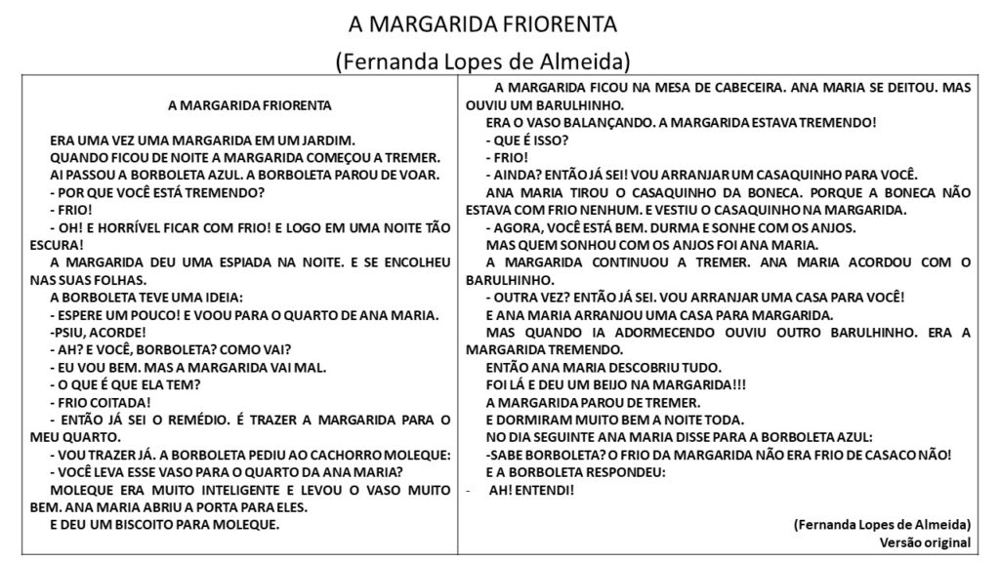 A MARGARIDA FRIORENTA
(Fernanda Lopes de Almeida)
A MARGARIDA FRIORENTA
ERA UMA VEZ UMA MARGARIDA EM UM JARDIM.
QUANDO FICOU DE NOITE A MARGARIDA COMEÇOU A TREMER.
AI PASSOU A BORBOLETA AZUL. A BORBOLETA PAROU DE VOAR.
- POR QUE VOCÊ ESTÁ TREMENDO?
- FRIO!
- OH! E HORRÍVEL FICAR COM FRIO! E LOGO EM UMA NOITE TÃO
ESCURA!
A MARGARIDA DEU UMA ESPIADA NA NOITE. E SE ENCOLHEU
NAS SUAS FOLHAS.
A BORBOLETA TEVE UMA IDEIA:
- ESPERE UM POUCO! E VOOU PARA O QUARTO DE ANA MARIA.
-PSIU, ACORDE!
- AH? E VOCÊ, BORBOLETA? COMO VAI?
- EU VOU BEM. MAS A MARGARIDA VAI MAL.
- O QUE É QUE ELA TEM?
- FRIO COITADA!
- ENTÃO JÁ SEI O REMÉDIO. É TRAZER A MARGARIDA PARA O
MEU QUARTO.
- VOU TRAZER JÁ. A BORBOLETA PEDIU AO CACHORRO MOLEQUE:
- VOCÊ LEVA ESSE VASO PARA O QUARTO DA ANA MARIA?
MOLEQUE ERA MUITO INTELIGENTE E LEVOU O VASO MUITO
BEM. ANA MARIA ABRIU A PORTA PARA ELES.
E DEU UM BISCOITO PARA MOLEQUE.
A MARGARIDA FICOU NA MESA DE CABECEIRA. ANA MARIA SE DEITOU. MAS
OUVIU UM BARULHINHO.
ERA O VASO BALANÇANDO. A MARGARIDA ESTAVA TREMENDO!
- QUE É ISSO?
- FRIO!
- AINDA? ENTÃO JÁ SEI! VOU ARRANJAR UM CASAQUINHO PARA VOCÊ.
ANA MARIA TIROU O CASAQUINHO DA BONECA. PORQUE A BONECA NÃO
ESTAVA COM FRIO NENHUM. E VESTIU O CASAQUINHO NA MARGARIDA.
- AGORA, VOCÊ ESTÁ BEM. DURMA E SONHE COM OS ANJOS.
MAS QUEM SONHOU COM OS ANJOS FOI ANA MARIA.
A MARGARIDA CONTINUOU A TREMER. ANA MARIA ACORDOU COM O
BARULHINHO.
- OUTRA VEZ? ENTÃO JÁ SEI. VOU ARRANJAR UMA CASA PARA VOCÊ!
E ANA MARIA ARRANJOU UMA CASA PARA MARGARIDA.
MAS QUANDO IA ADORMECENDO OUVIU OUTRO BARULHINHO. ERA A
MARGARIDA TREMENDO.
ENTÃO ANA MARIA DESCOBRIU TUDO.
FOI LÁ E DEU UM BEIJO NA MARGARIDA!!!
A MARGARIDA PAROU DE TREMER.
E DORMIRAM MUITO BEM A NOITE TODA.
NO DIA SEGUINTE ANA MARIA DISSE PARA A BORBOLETA AZUL:
-SABE BORBOLETA? O FRIO DA MARGARIDA NÃO ERA FRIO DE CASACO NÃO!
E A BORBOLETA RESPONDEU:
- AH! ENTENDI!
(Fernanda Lopes de Almeida)
Versão original